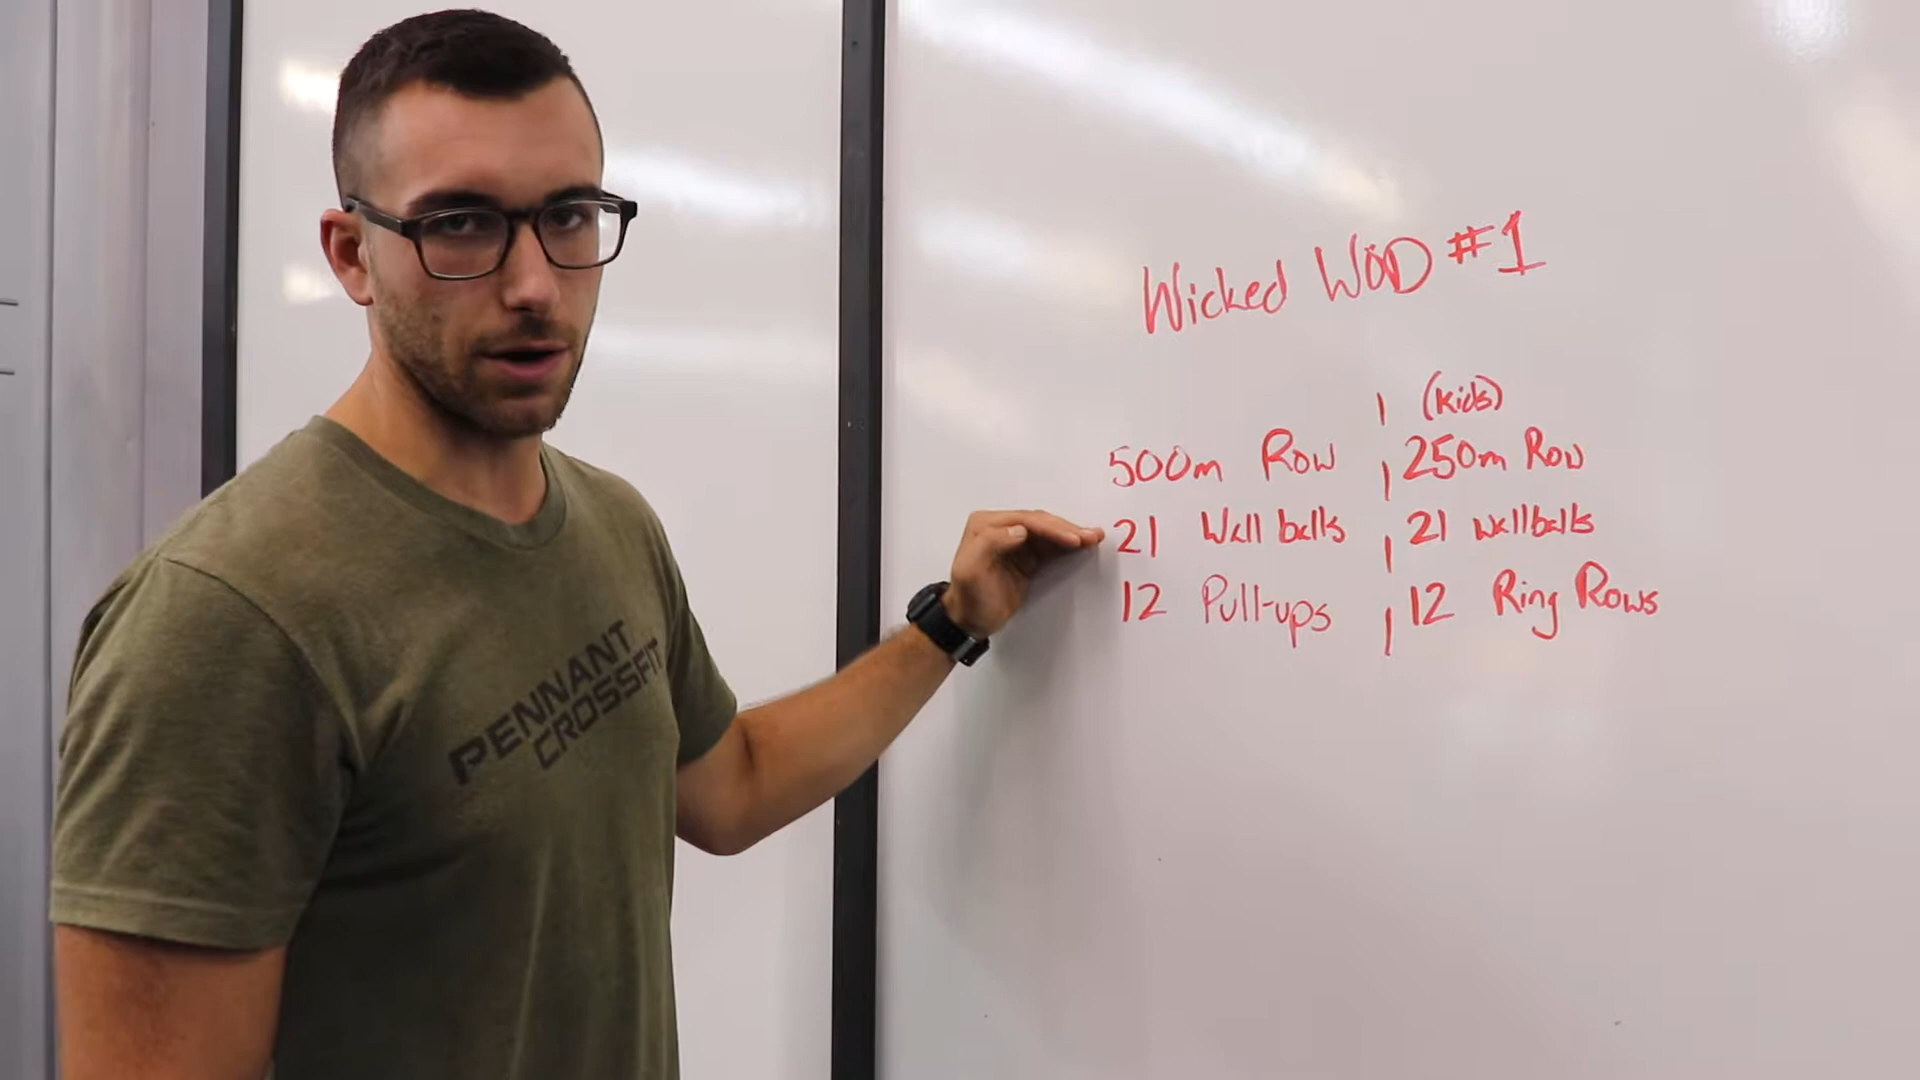 PENNANT
CROSSFIT
Wicked WOD #1
(kids)
500m Row | 250m Row
21 Wall balls | 21 wallballs
12 Pull-ups | 12 Ring Rows